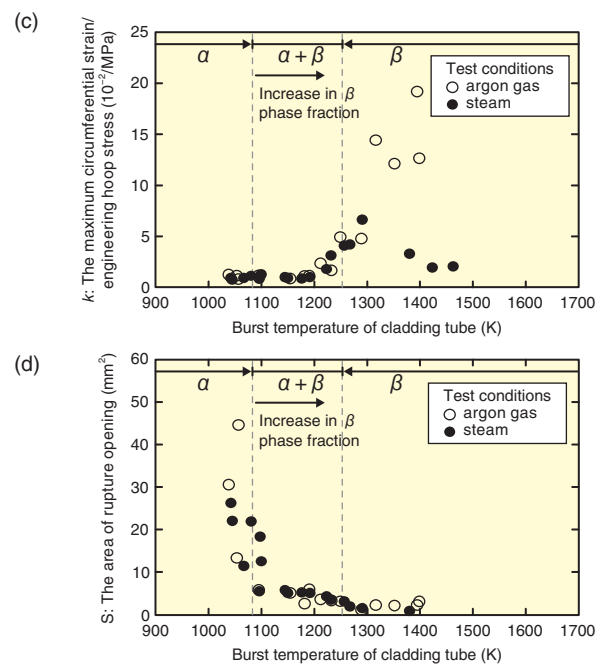 (c)
k: The maximum circumferential strain/
engineering hoop stress (10⁻²/MPa)
25
20
15
10
5
0
α
α + β
β
Increase in β
phase fraction
Test conditions
argon gas
steam
900 1000 1100 1200 1300 1400 1500 1600 1700
Burst temperature of cladding tube (K)
(d)
S: The area of rupture opening (mm²)
60
50
40
30
20
10
0
α
α + β
β
Increase in β
phase fraction
Test conditions
argon gas
steam
900 1000 1100 1200 1300 1400 1500 1600 1700
Burst temperature of cladding tube (K)